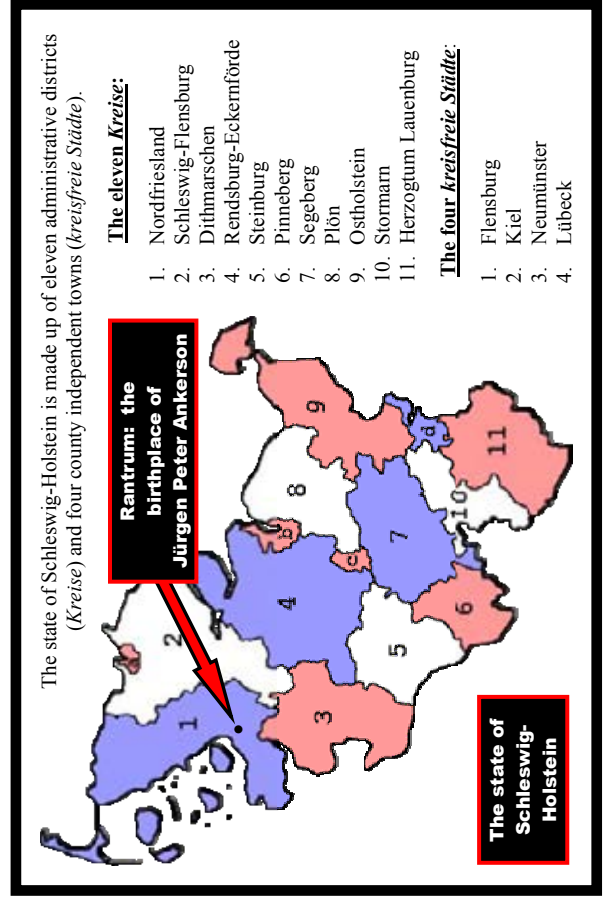 The state of Schleswig-Holstein is made up of eleven administrative districts
(Kreise) and four county independent towns (kreisfreie Städte).
The eleven Kreise:
1. Nordfriesland
2. Schleswig-Flensburg
3. Dithmarschen
4. Rendsburg-Eckernförde
5. Steinburg
6. Pinneberg
7. Segeberg
8. Plön
9. Ostholstein
10. Stormarn
11. Herzogtum Lauenburg
The four kreisfreie Städte:
1. Flensburg
2. Kiel
3. Neumünster
4. Lübeck
Rantrum: the
birthplace of
Jürgen Peter Ankerson
1
2
3
4
5
6
7
8
9
10
11
b
c
d
The state of
Schleswig-
Holstein